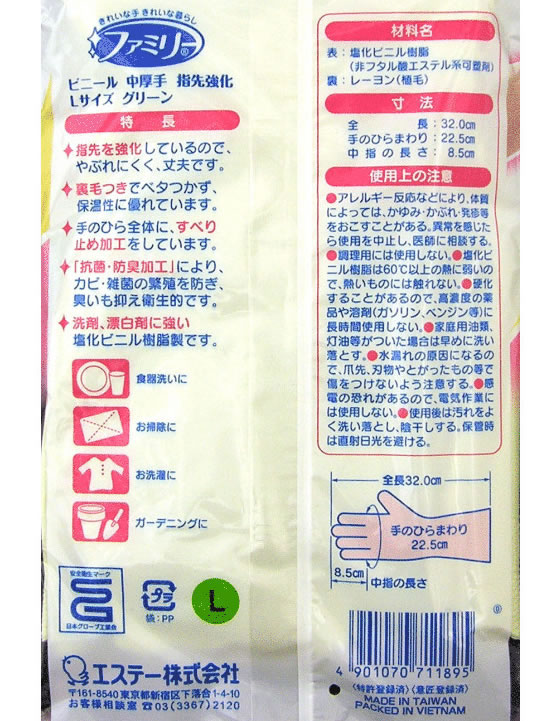 きれいな手きれいな暮らし
ファミリー®
ビニール 中厚手 指先強化
Lサイズ グリーン
特長
指先を強化しているので、
やぶれにくく、丈夫です。
裏毛つきでベタつかず、
保温性に優れています。
手のひら全体に、すべり
止め加工をしています。
「抗菌・防臭加工」により、
カビ・雑菌の繁殖を防ぎ、
臭いも抑え衛生的です。
洗剤、漂白剤に強い
塩化ビニル樹脂製です。
食器洗いに
お掃除に
お洗濯に
ガーデニングに
安全衛生マーク
SG
日本グローブ工業会
プラ
帳：PP
L
エステー株式会社
〒161-8540 東京都新宿区下落合1-4-10
お客様相談室 ☎03(3367)2120
材料名
表：塩化ビニル樹脂
(非フタル酸エステル系可塑剤)
裏：レーヨン(植毛)
寸法
全長：32.0cm
手のひらまわり：22.5cm
中指の長さ：8.5cm
使用上の注意
●アレルギー反応などにより、体質
によっては、かゆみ・かぶれ・発疹等
をおこすことがある。異常を感じた
ら使用を中止し、医師に相談する。
●調理用には使用しない。●塩化ビ
ニル樹脂は60℃以上の熱に弱いの
で、熱いものには触れない。●硬化
することがあるので、高濃度の薬
品や溶剤(ガソリン、ベンジン等)に
長時間使用しない。●家庭用油類、
灯油等がついた場合は早めに洗い
落とす。●水漏れの原因になるの
で、爪先、刃物やとがったもの等で
傷をつけないよう注意する。●感
電の恐れがあるので、電気作業に
は使用しない。●使用後は汚れをよ
く洗い落とし、陰干しする。保管時
は直射日光を避ける。
全長32.0cm
手のひらまわり
22.5cm
8.5cm
中指の長さ
4 901070 711895
〈特許登録済〉〈意匠登録済〉
MADE IN TAIWAN
PACKED IN VIETNAM